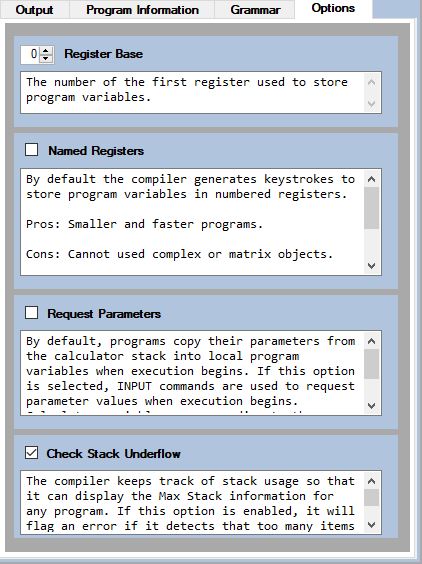 Output Program Information Grammar Options
0 Register Base
The number of the first register used to store
program variables.
Named Registers
By default the compiler generates keystrokes to
store program variables in numbered registers.
Pros: Smaller and faster programs.
Cons: Cannot used complex or matrix objects.
Request Parameters
By default, programs copy their parameters from
the calculator stack into local program
variables when execution begins. If this option
is selected, INPUT commands are used to request
parameter values when execution begins.
Check Stack Underflow
The compiler keeps track of stack usage so that
it can display the Max Stack information for
any program. If this option is enabled, it will
flag an error if it detects that too many items